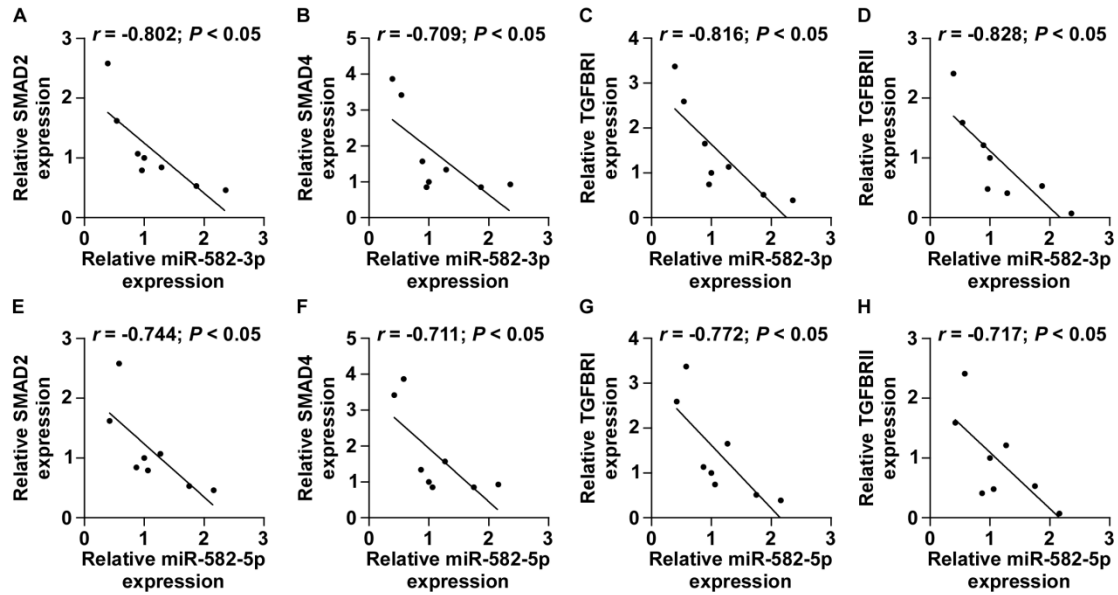 A
r = -0.802; P < 0.05
Relative SMAD2
expression
3
2
1
0
0 1 2 3
Relative miR-582-3p
expression
B
r = -0.709; P < 0.05
Relative SMAD4
expression
5
4
3
2
1
0
0 1 2 3
Relative miR-582-3p
expression
C
r = -0.816; P < 0.05
Relative TGFBRI
expression
4
3
2
1
0
0 1 2 3
Relative miR-582-3p
expression
D
r = -0.828; P < 0.05
Relative TGFBRII
expression
3
2
1
0
0 1 2 3
Relative miR-582-3p
expression
E
r = -0.744; P < 0.05
Relative SMAD2
expression
3
2
1
0
0 1 2 3
Relative miR-582-5p
expression
F
r = -0.711; P < 0.05
Relative SMAD4
expression
5
4
3
2
1
0
0 1 2 3
Relative miR-582-5p
expression
G
r = -0.772; P < 0.05
Relative TGFBRI
expression
4
3
2
1
0
0 1 2 3
Relative miR-582-5p
expression
H
r = -0.717; P < 0.05
Relative TGFBRII
expression
3
2
1
0
0 1 2 3
Relative miR-582-5p
expression